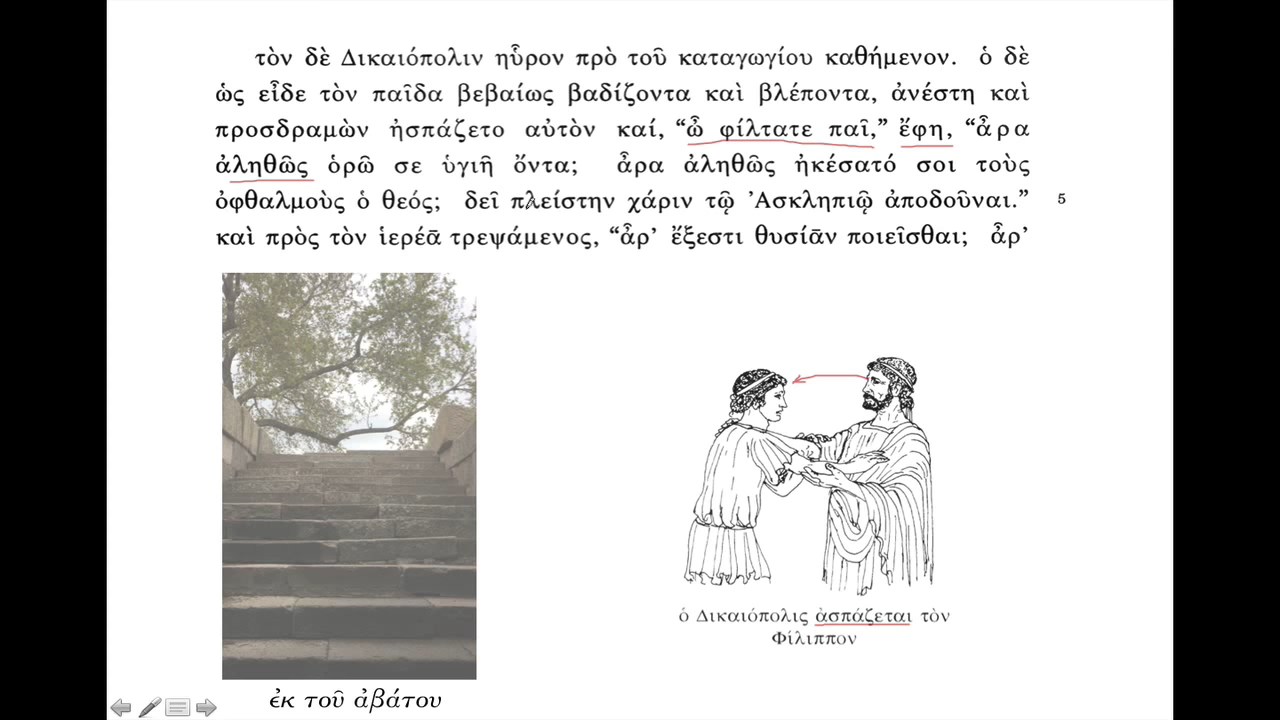 τὸν δὲ Δικαιόπολιν ηὗρον πρὸ τοῦ καταγωγίου καθήμενον. ὁ δὲ
ὡς εἶδε τὸν παῖδα βεβαίως βαδίζοντα καὶ βλέποντα, ἀνέστη καὶ
προσδραμὼν ἠσπάζετο αὐτὸν καί, “ὦ φίλτατε παῖ,” ἔφη, “ἆρα
ἀληθῶς ὁρῶ σε ὑγιῆ ὄντα; ἆρα ἀληθῶς ἠκέσατό σοι τοὺς
ὀφθαλμοὺς ὁ θεός; δεῖ πλείστην χάριν τῷ Ἀσκληπιῷ ἀποδοῦναι.” 5
καὶ πρὸς τὸν ἱερέᾱ τρεψάμενος, “ἆρ’ ἔξεστι θυσίᾱν ποιεῖσθαι; ἆρ’
ὁ Δικαιόπολις ἀσπάζεται τὸν
Φίλιππον
ἐκ τοῦ ἀβάτου